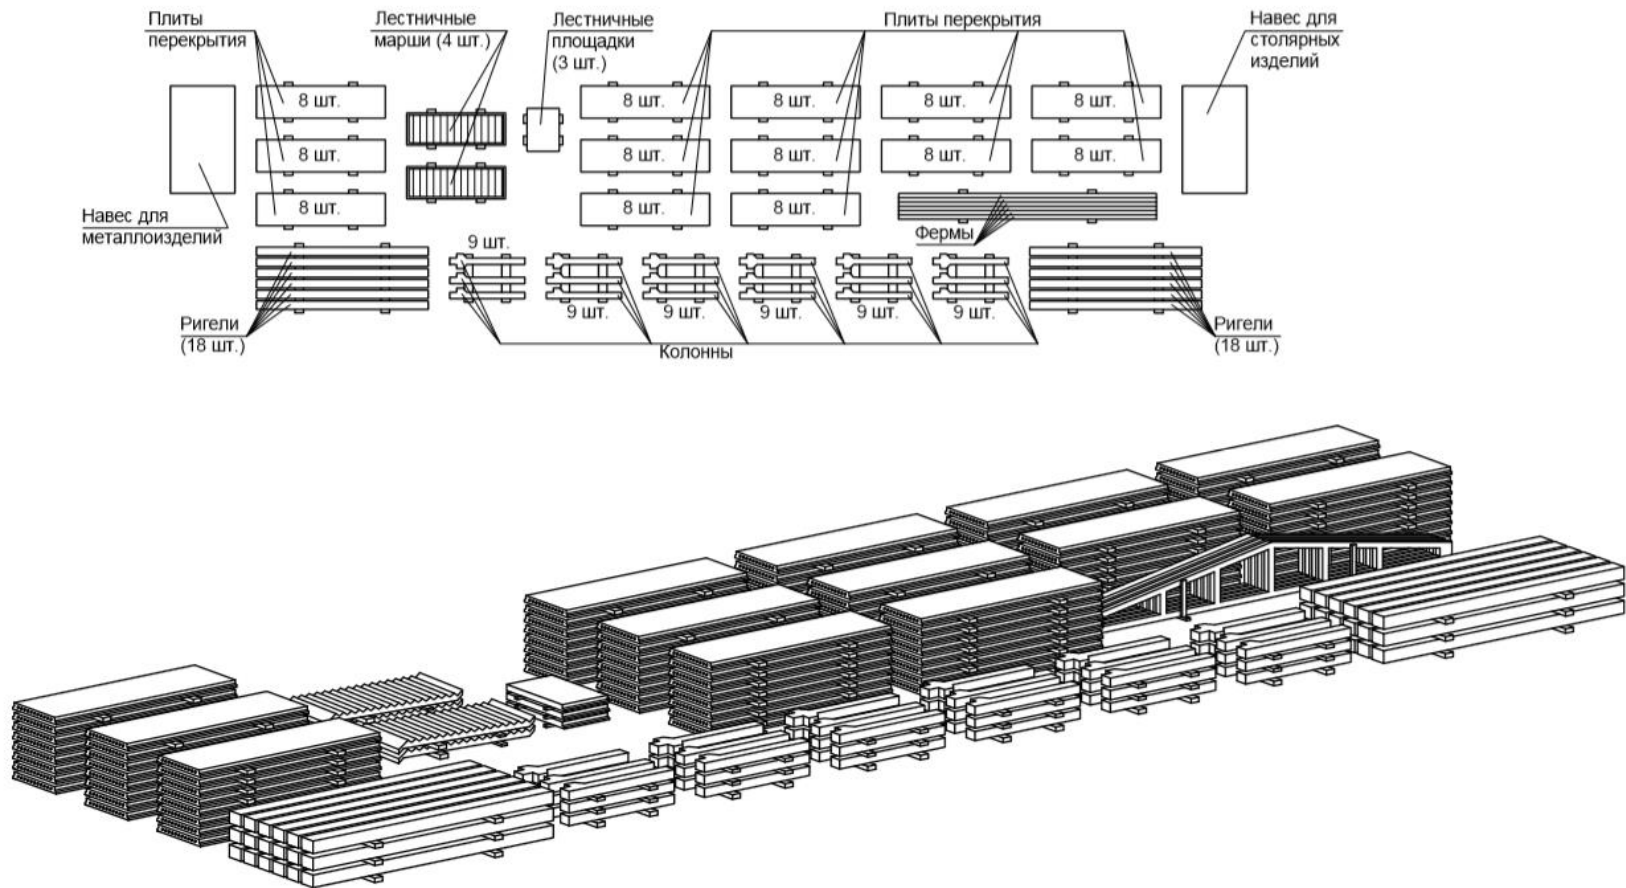 Плиты
перекрытия
Лестничные
марши (4 шт.)
Лестничные
площадки
(3 шт.)
Плиты перекрытия
Навес для
столярных
изделий
8 шт.
8 шт.
8 шт.
8 шт.
8 шт.
8 шт.
8 шт.
8 шт.
8 шт.
8 шт.
8 шт.
8 шт.
8 шт.
Навес для
металлоизделий
Фермы
9 шт.
9 шт.
9 шт.
9 шт.
9 шт.
9 шт.
Ригели
(18 шт.)
Колонны
Ригели
(18 шт.)